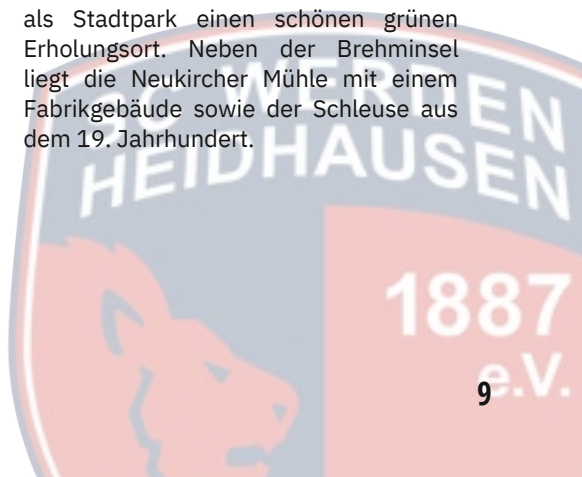 als Stadtpark einen schönen grünen
Erholungsort. Neben der Brehminsel
liegt die Neukircher Mühle mit einem
Fabrikgebäude sowie der Schleuse aus
dem 19. Jahrhundert.
WERDEN
HEIDHAUSEN
1887
e.V.
9